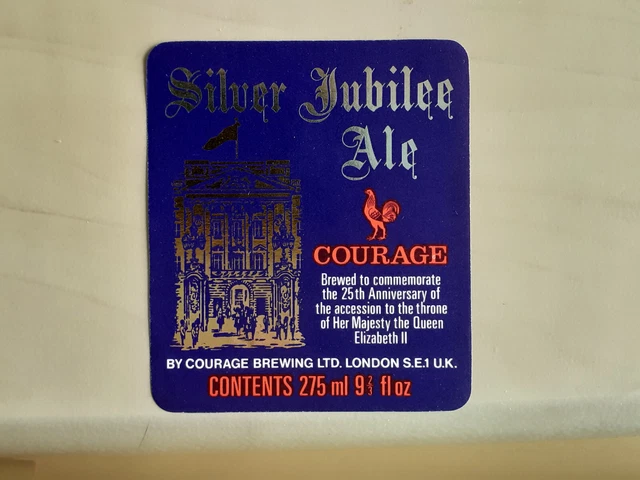 Silver Jubilee
Ale
COURAGE
Brewed to commemorate
the 25th Anniversary of
the accession to the throne
of Her Majesty the Queen
Elizabeth II
BY COURAGE BREWING LTD. LONDON S.E.1 U.K.
CONTENTS 275 ml 9⅔ fl oz